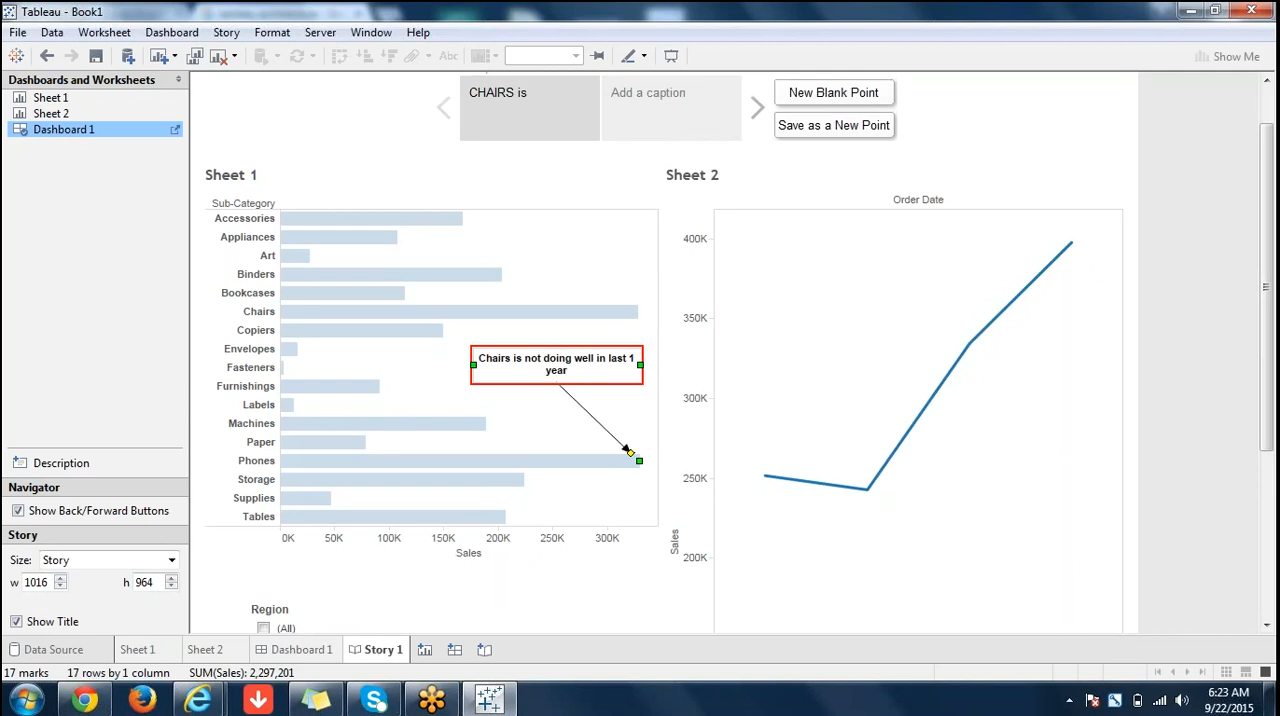 Tableau - Book1
File Data Worksheet Dashboard Story Format Server Window Help
Abc
Show Me
Dashboards and Worksheets
Sheet 1
Sheet 2
Dashboard 1
CHAIRS is
Add a caption
New Blank Point
Save as a New Point
Sheet 1
Sub-Category
Accessories
Appliances
Art
Binders
Bookcases
Chairs
Copiers
Envelopes
Fasteners
Furnishings
Labels
Machines
Paper
Phones
Storage
Supplies
Tables
Chairs is not doing well in last 1
year
0K 50K 100K 150K 200K 250K 300K
Sales
Region
(All)
Sheet 2
Order Date
400K
350K
300K
250K
200K
Sales
Description
Navigator
Show Back/Forward Buttons
Story
Size: Story
w 1016 h 964
Show Title
Data Source Sheet 1 Sheet 2 Dashboard 1 Story 1
17 marks 17 rows by 1 column SUM(Sales): 2,297,201
6:23 AM
9/22/2015